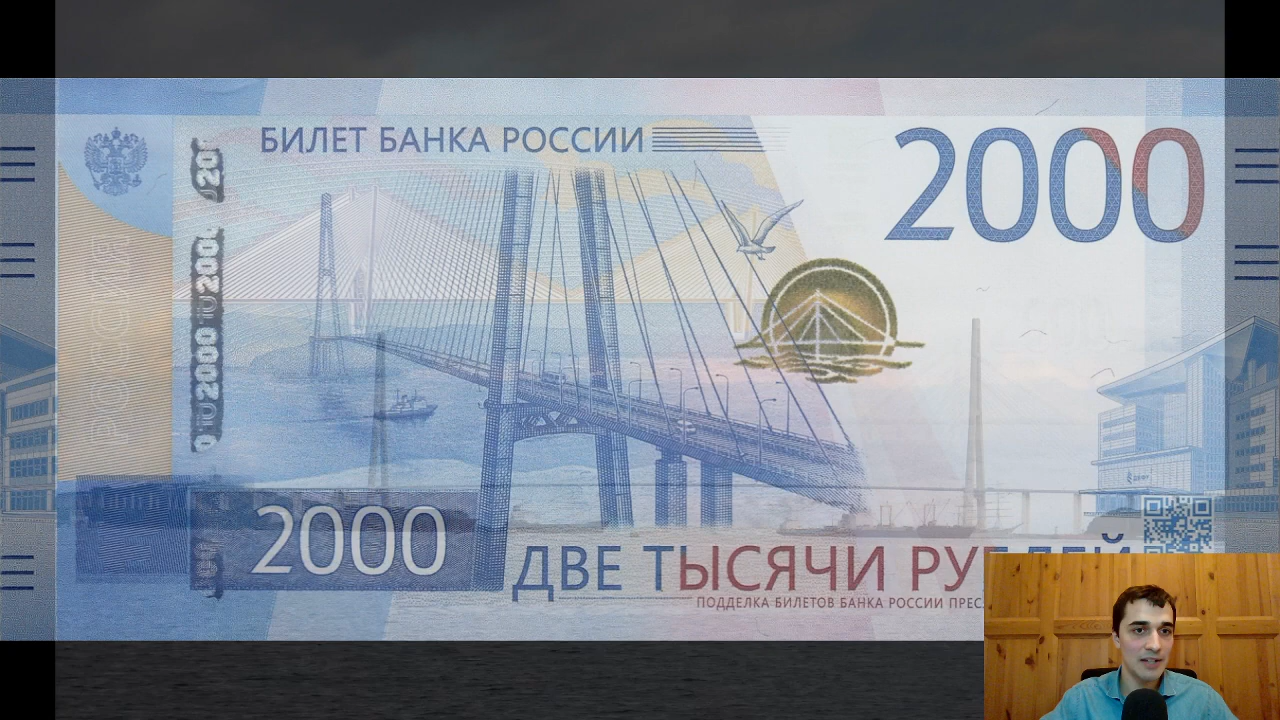 БИЛЕТ БАНКА РОССИИ
2000
2000
ДВЕ ТЫСЯЧИ
ПОДДЕЛКА БИЛЕТОВ БАНКА РОССИИ